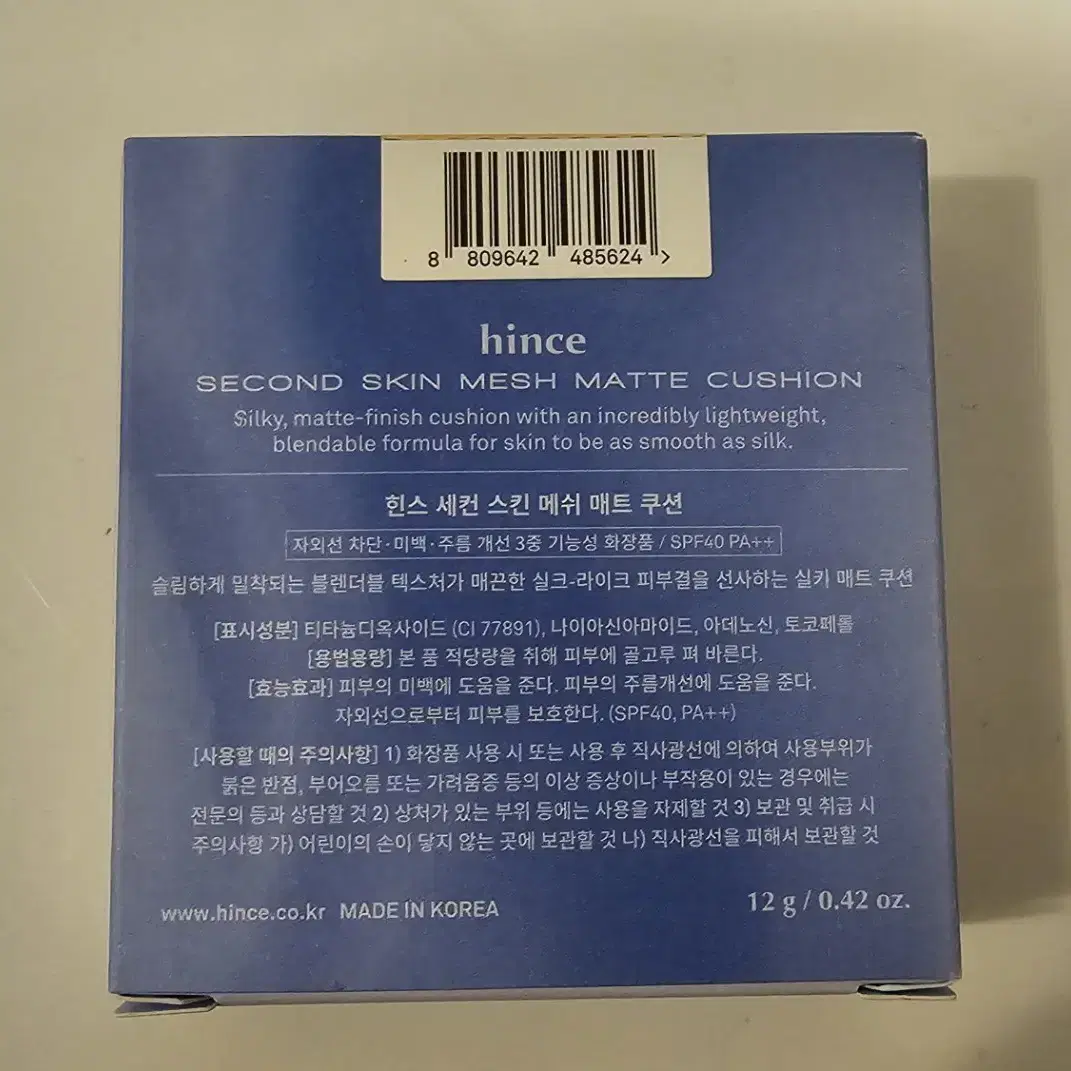 8 809642 485624 >
hince
SECOND SKIN MESH MATTE CUSHION
Silky, matte-finish cushion with an incredibly lightweight,
blendable formula for skin to be as smooth as silk.
힌스 세컨 스킨 메쉬 매트 쿠션
자외선 차단·미백·주름 개선 3중 기능성 화장품 / SPF40 PA++
슬림하게 밀착되는 블렌더블 텍스처가 매끈한 실크-라이크 피부결을 선사하는 실키 매트 쿠션
[표시성분] 티타늄디옥사이드 (CI 77891), 나이아신아마이드, 아데노신, 토코페롤
[용법용량] 본 품 적당량을 취해 피부에 골고루 펴 바른다.
[효능효과] 피부의 미백에 도움을 준다. 피부의 주름개선에 도움을 준다.
자외선으로부터 피부를 보호한다. (SPF40, PA++)
[사용할 때의 주의사항] 1) 화장품 사용 시 또는 사용 후 직사광선에 의하여 사용부위가
붉은 반점, 부어오름 또는 가려움증 등의 이상 증상이나 부작용이 있는 경우에는
전문의 등과 상담할 것 2) 상처가 있는 부위 등에는 사용을 자제할 것 3) 보관 및 취급 시
주의사항 가) 어린이의 손이 닿지 않는 곳에 보관할 것 나) 직사광선을 피해서 보관할 것
www.hince.co.kr MADE IN KOREA
12 g / 0.42 oz.